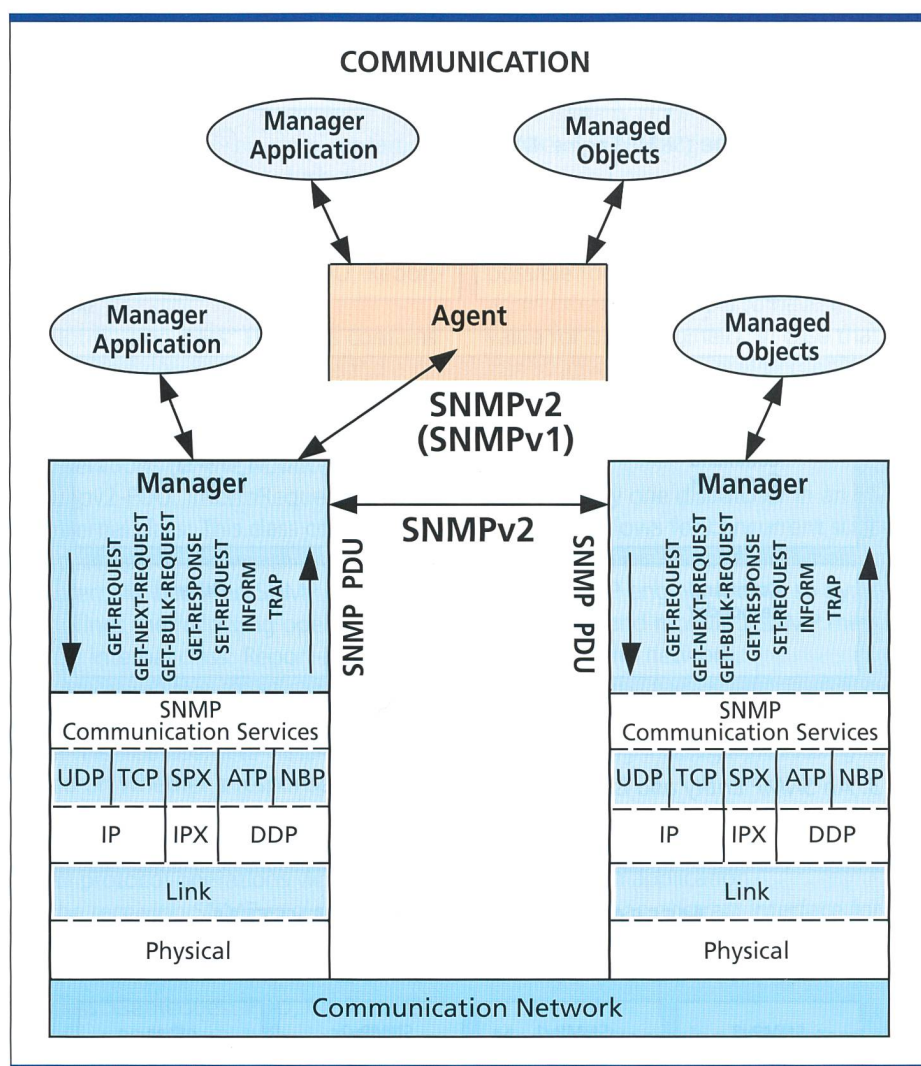 COMMUNICATION
Manager
Application
Managed
Objects
Agent
Manager
Application
Managed
Objects
SNMPv2
(SNMPv1)
Manager
GET-REQUEST
GET-NEXT-REQUEST
GET-BULK-REQUEST
GET-RESPONSE
SET-REQUEST
INFORM
TRAP
SNMP PDU
SNMPv2
SNMP PDU
Manager
GET-REQUEST
GET-NEXT-REQUEST
GET-BULK-REQUEST
GET-RESPONSE
SET-REQUEST
INFORM
TRAP
SNMP
Communication Services
UDP TCP SPX ATP NBP
IP IPX DDP
Link
Physical
SNMP
Communication Services
UDP TCP SPX ATP NBP
IP IPX DDP
Link
Physical
Communication Network